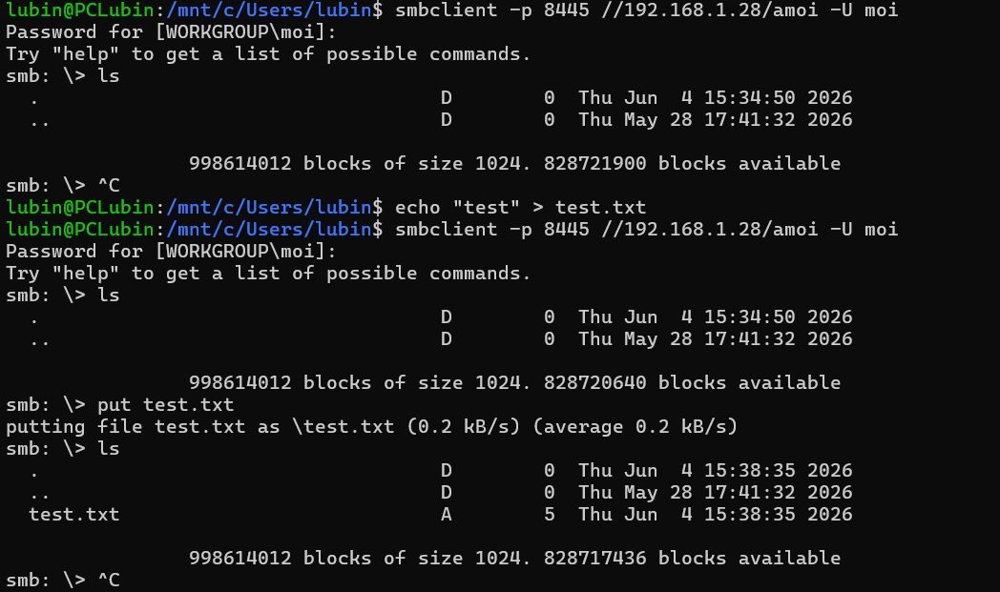 lubin@PCLubin:/mnt/c/Users/lubin$ smbclient -p 8445 //192.168.1.28/amoi -U moi
Password for [WORKGROUP\moi]:
Try "help" to get a list of possible commands.
smb: \> ls
  .                                   D        0  Thu Jun  4 15:34:50 2026
  ..                                  D        0  Thu May 28 17:41:32 2026

                998614012 blocks of size 1024. 828721900 blocks available
smb: \> ^C
lubin@PCLubin:/mnt/c/Users/lubin$ echo "test" > test.txt
lubin@PCLubin:/mnt/c/Users/lubin$ smbclient -p 8445 //192.168.1.28/amoi -U moi
Password for [WORKGROUP\moi]:
Try "help" to get a list of possible commands.
smb: \> ls
  .                                   D        0  Thu Jun  4 15:34:50 2026
  ..                                  D        0  Thu May 28 17:41:32 2026

                998614012 blocks of size 1024. 828720640 blocks available
smb: \> put test.txt
putting file test.txt as \test.txt (0.2 kB/s) (average 0.2 kB/s)
smb: \> ls
  .                                   D        0  Thu Jun  4 15:38:35 2026
  ..                                  D        0  Thu May 28 17:41:32 2026
  test.txt                            A        5  Thu Jun  4 15:38:35 2026

                998614012 blocks of size 1024. 828717436 blocks available
smb: \> ^C